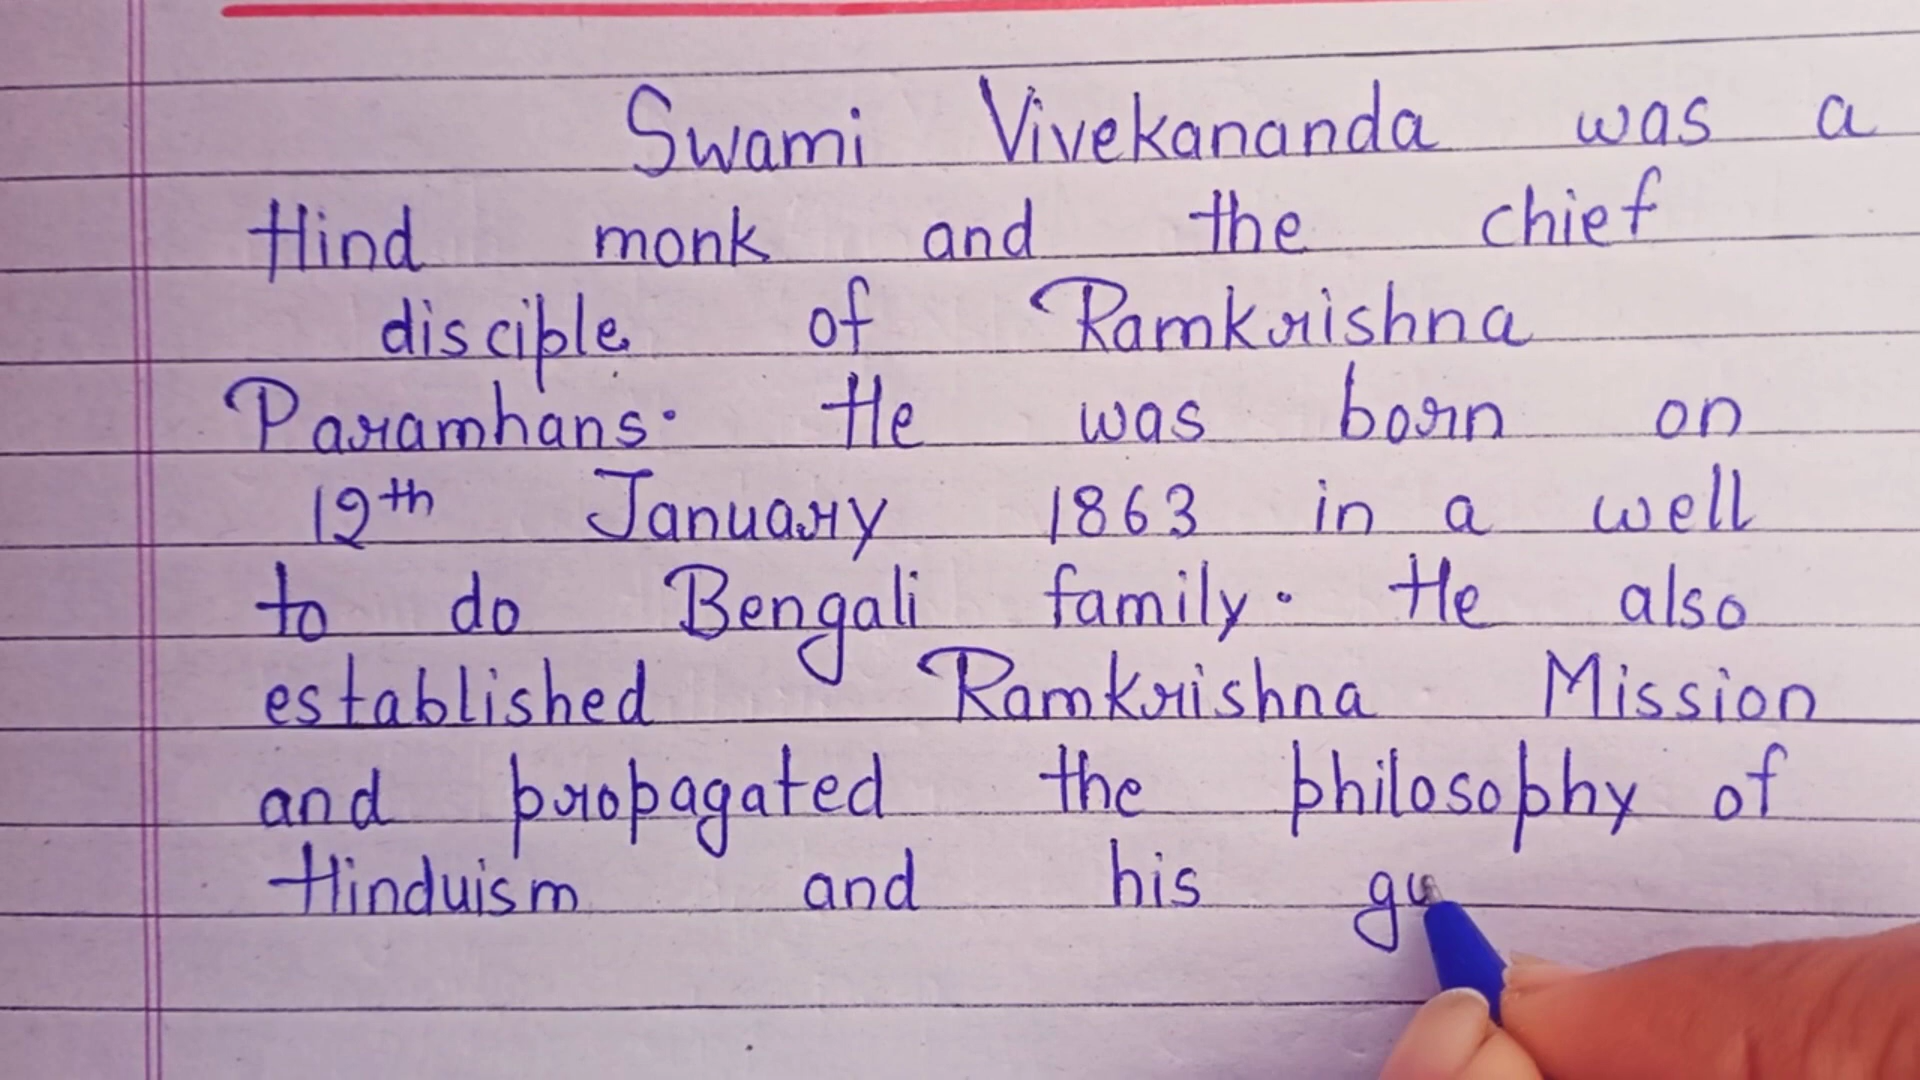 Swami Vivekananda was a
Hind monk and the chief
disciple of Ramkrishna
Paramhans. He was born on
12th January 1863 in a well
to do Bengali family. He also
established Ramkrishna Mission
and propagated the philosophy of
Hinduism and his gu